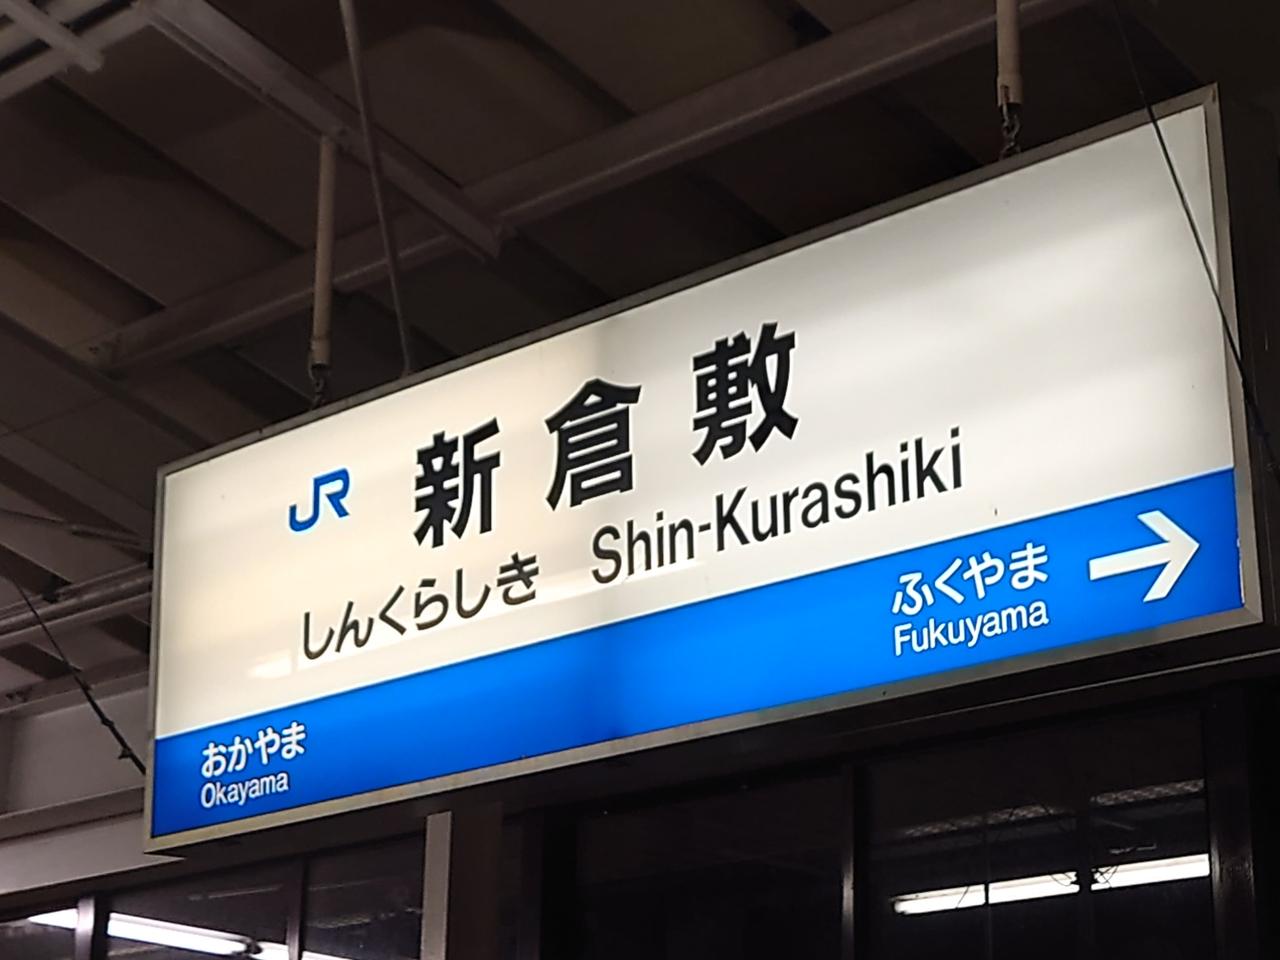 JR 新倉敷
しんくらしき Shin-Kurashiki
おかやま
Okayama
ふくやま →
Fukuyama